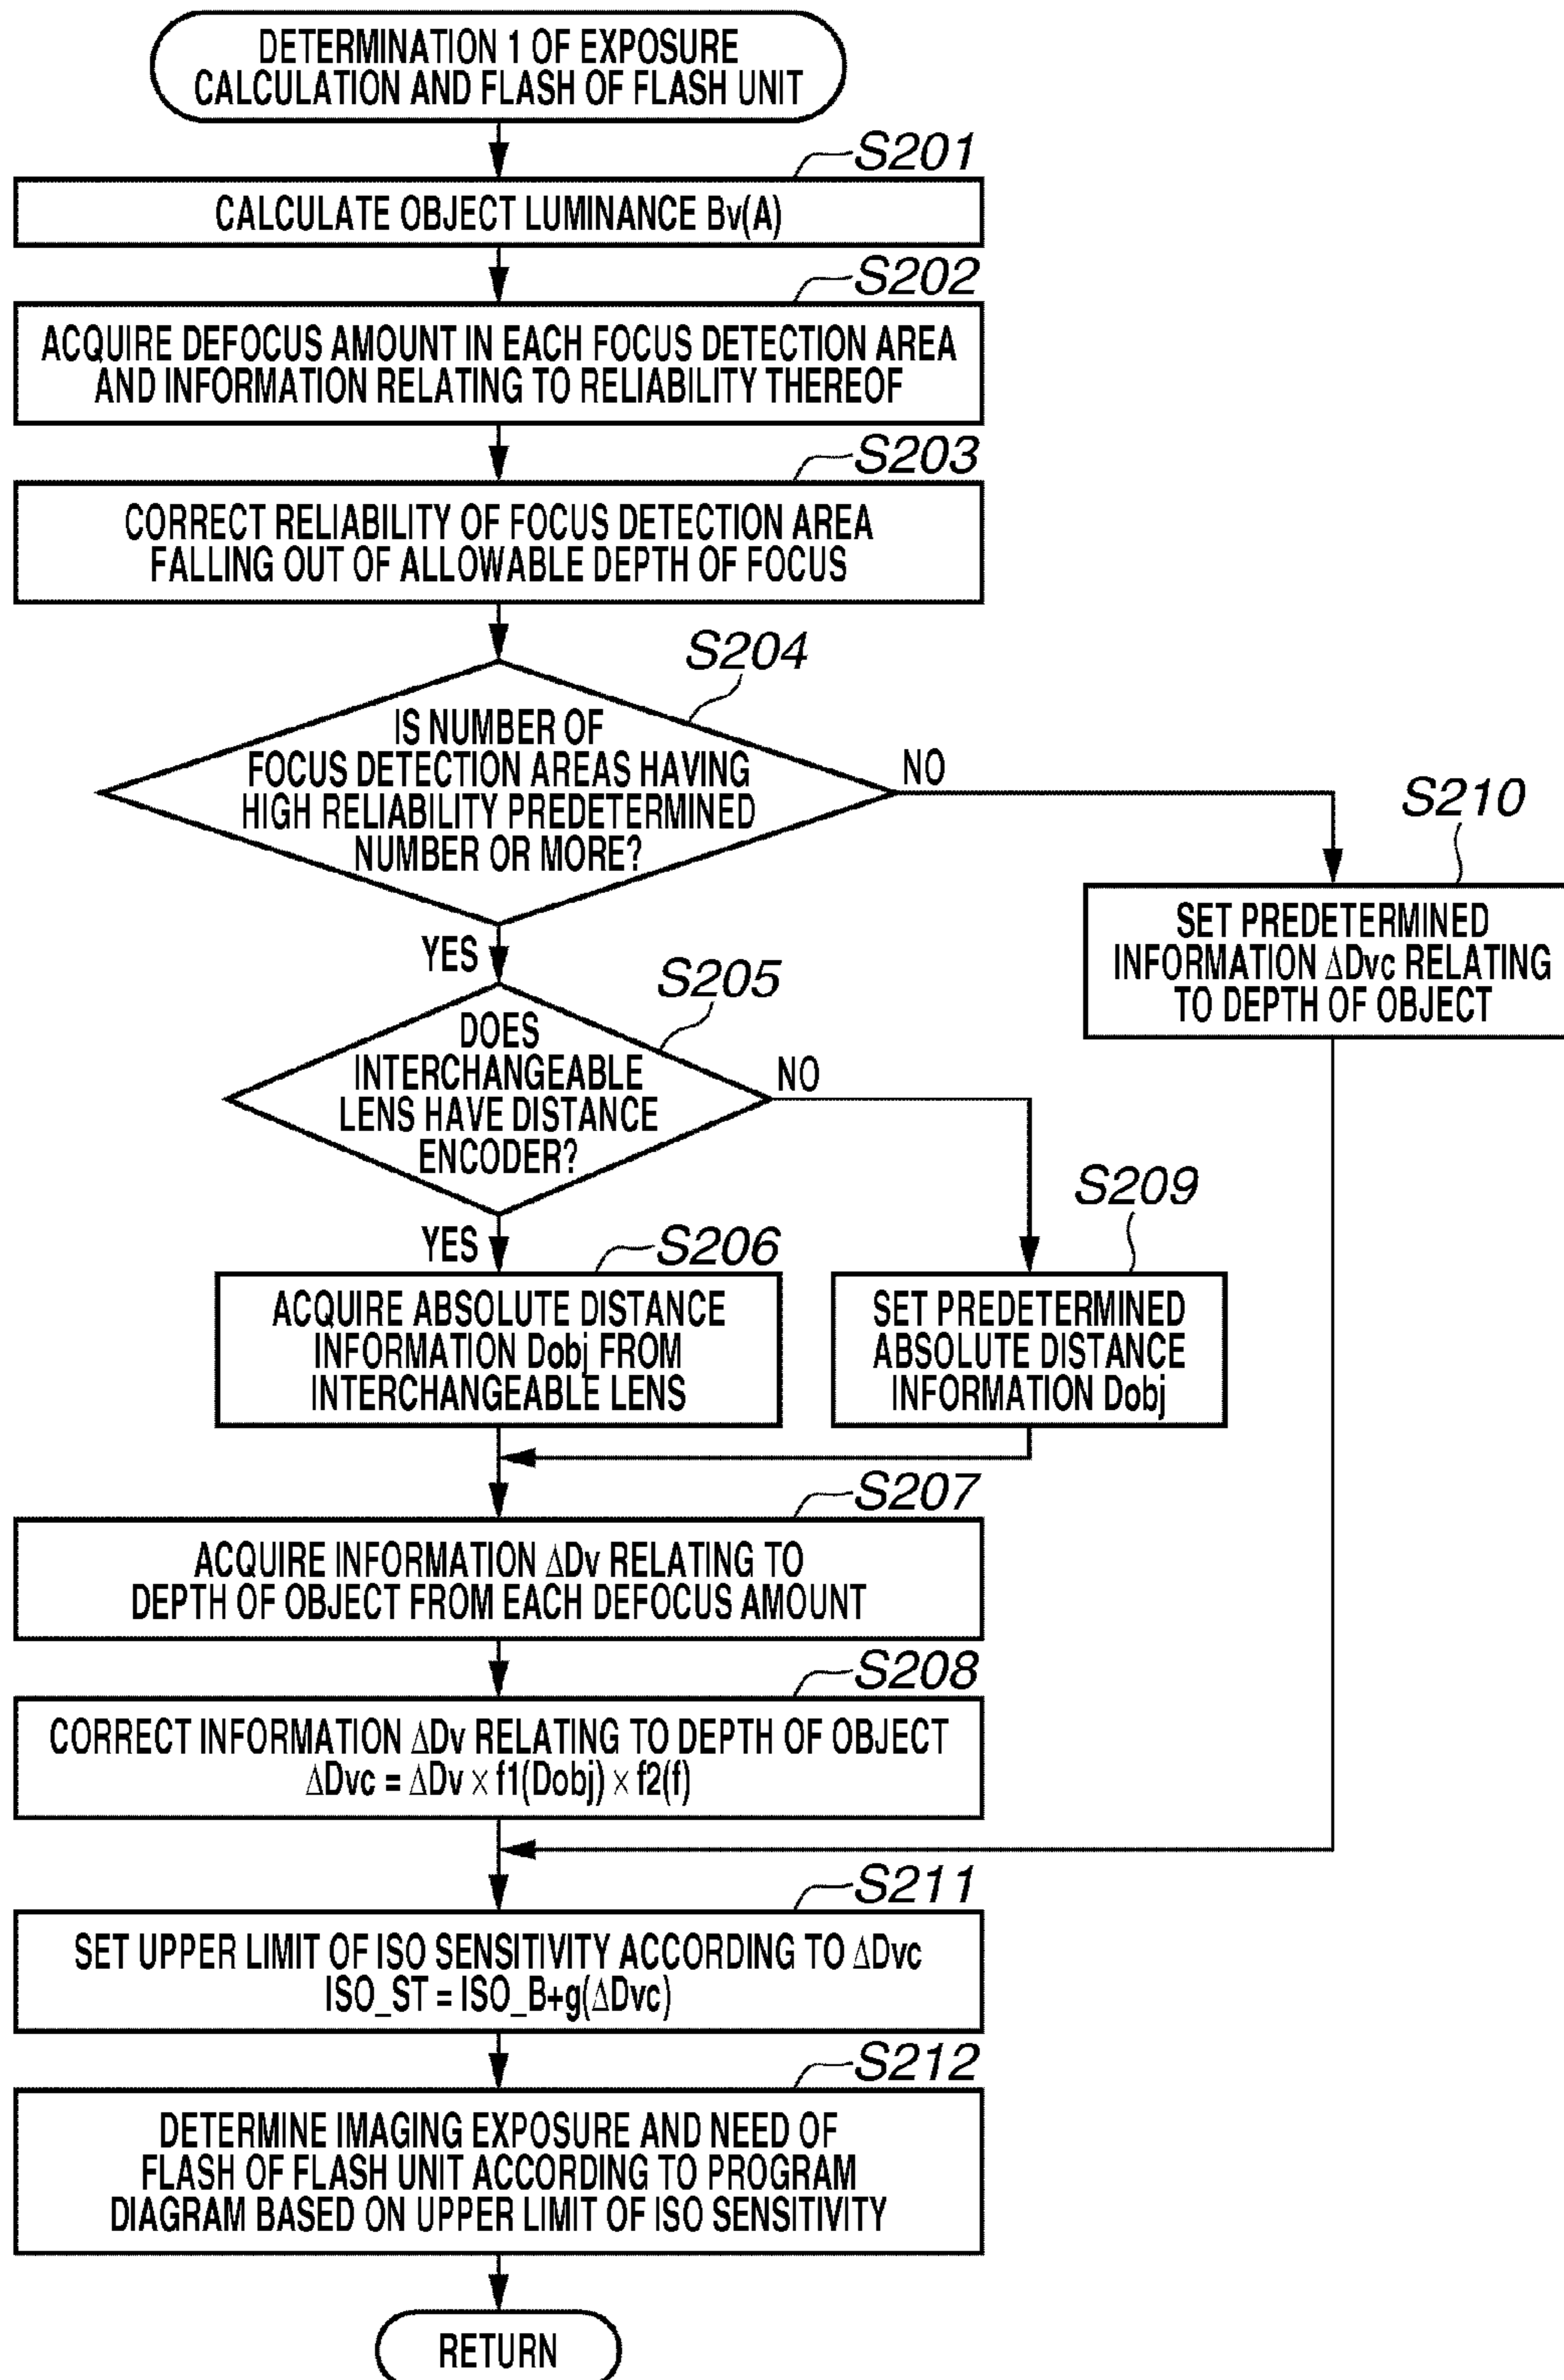 DETERMINATION 1 OF EXPOSURE
CALCULATION AND FLASH OF FLASH UNIT
S201
CALCULATE OBJECT LUMINANCE Bv(A)
S202
ACQUIRE DEFOCUS AMOUNT IN EACH FOCUS DETECTION AREA
AND INFORMATION RELATING TO RELIABILITY THEREOF
S203
CORRECT RELIABILITY OF FOCUS DETECTION AREA
FALLING OUT OF ALLOWABLE DEPTH OF FOCUS
S204
IS NUMBER OF
FOCUS DETECTION AREAS HAVING
HIGH RELIABILITY PREDETERMINED
NUMBER OR MORE?
NO
S210
SET PREDETERMINED
INFORMATION ΔDvc RELATING
TO DEPTH OF OBJECT
YES
S205
DOES
INTERCHANGEABLE
LENS HAVE DISTANCE
ENCODER?
NO
S209
SET PREDETERMINED
ABSOLUTE DISTANCE
INFORMATION Dobj
YES
S206
ACQUIRE ABSOLUTE DISTANCE
INFORMATION Dobj FROM
INTERCHANGEABLE LENS
S207
ACQUIRE INFORMATION ΔDv RELATING TO
DEPTH OF OBJECT FROM EACH DEFOCUS AMOUNT
S208
CORRECT INFORMATION ΔDv RELATING TO DEPTH OF OBJECT
ΔDvc = ΔDv × f1(Dobj) × f2(f)
S211
SET UPPER LIMIT OF ISO SENSITIVITY ACCORDING TO ΔDvc
ISO_ST = ISO_B+g(ΔDvc)
S212
DETERMINE IMAGING EXPOSURE AND NEED OF
FLASH OF FLASH UNIT ACCORDING TO PROGRAM
DIAGRAM BASED ON UPPER LIMIT OF ISO SENSITIVITY
RETURN